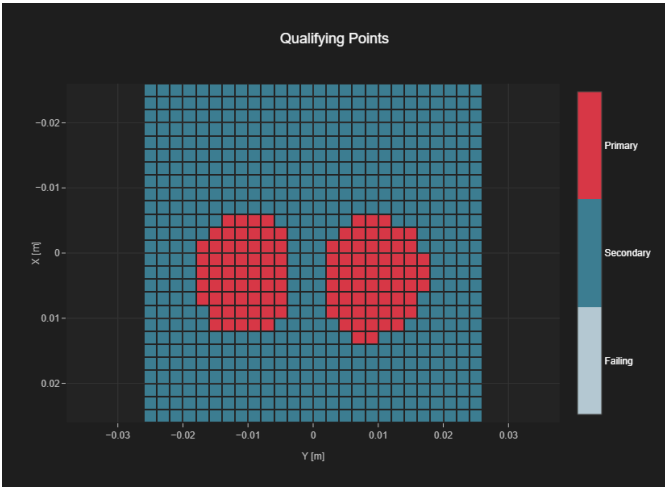 Qualifying Points
−0.02
−0.01
0
0.01
0.02
X [m]
−0.03
−0.02
−0.01
0
0.01
0.02
0.03
Y [m]
Primary
Secondary
Failing